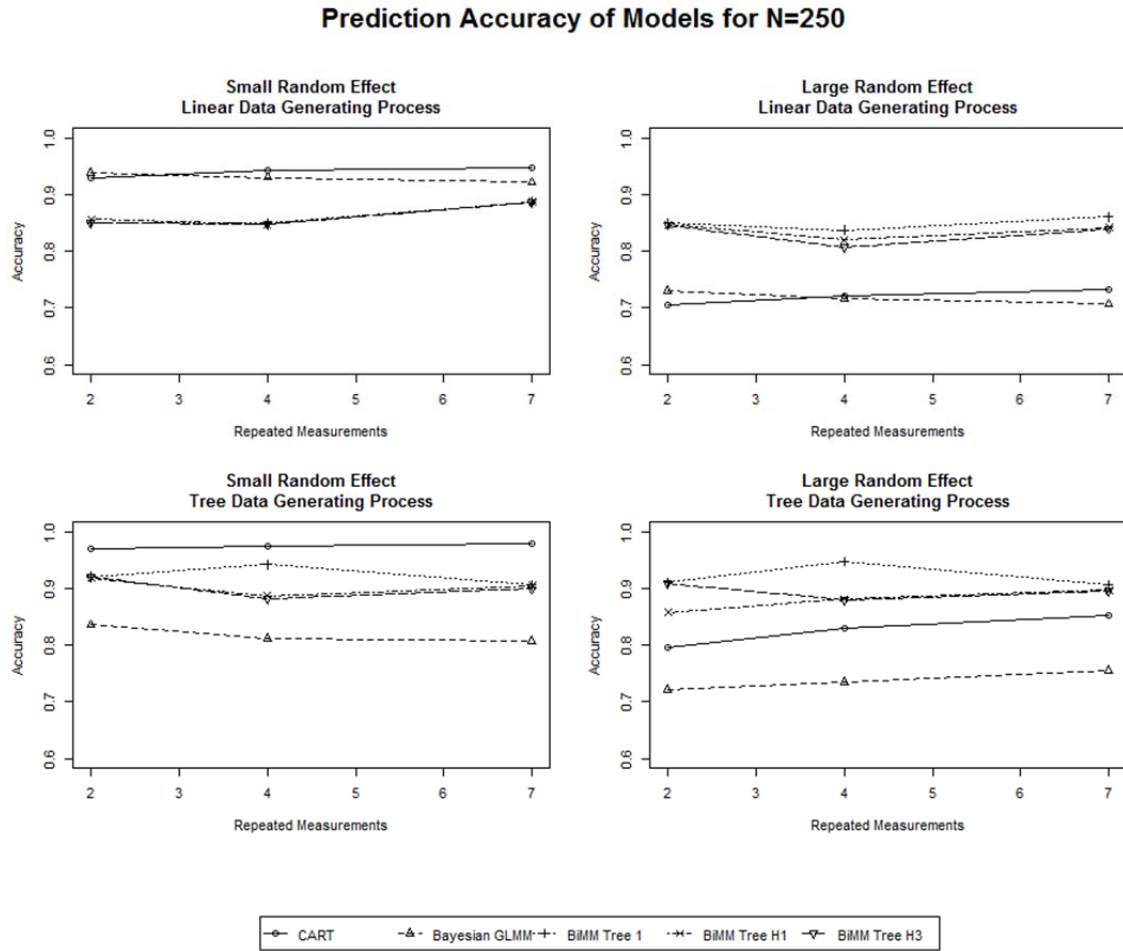 Prediction Accuracy of Models for N=250
Small Random Effect
Linear Data Generating Process
1.0
0.9
0.8
0.7
0.6
Accuracy
2 3 4 5 6 7
Repeated Measurements
Large Random Effect
Linear Data Generating Process
1.0
0.9
0.8
0.7
0.6
Accuracy
2 3 4 5 6 7
Repeated Measurements
Small Random Effect
Tree Data Generating Process
1.0
0.9
0.8
0.7
0.6
Accuracy
2 3 4 5 6 7
Repeated Measurements
Large Random Effect
Tree Data Generating Process
1.0
0.9
0.8
0.7
0.6
Accuracy
2 3 4 5 6 7
Repeated Measurements
CART Bayesian GLMM BiMM Tree 1 BiMM Tree H1 BiMM Tree H3